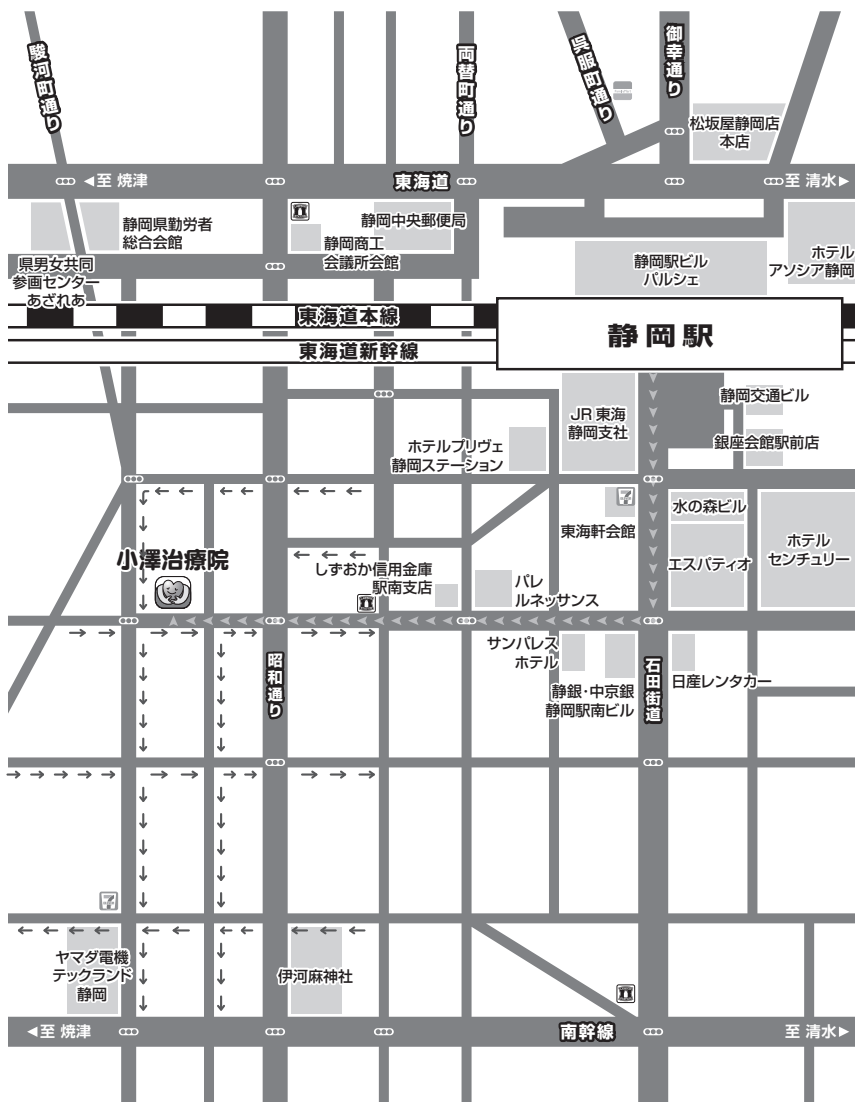 駿河町通り
両替町通り
呉服町通り
御幸通り
松坂屋静岡店
本店
◀至 焼津
東海道
至 清水▶
静岡県勤労者
総合会館
静岡商工
会議所会館
静岡中央郵便局
県男女共同
参画センター
あざれあ
静岡駅ビル
パルシェ
ホテル
アソシア静岡
東海道本線
静岡駅
東海道新幹線
静岡交通ビル
JR東海
静岡支社
ホテルプリヴェ
静岡ステーション
銀座会館駅前店
水の森ビル
東海軒会館
エスパティオ
ホテル
センチュリー
小澤治療院
しずおか信用金庫
駅南支店
パレ
ルネッサンス
サンパレス
ホテル
昭和通り
石田街道
静銀・中京銀
静岡駅南ビル
日産レンタカー
ヤマダ電機
テックランド
静岡
伊河麻神社
◀至 焼津
南幹線
至 清水▶